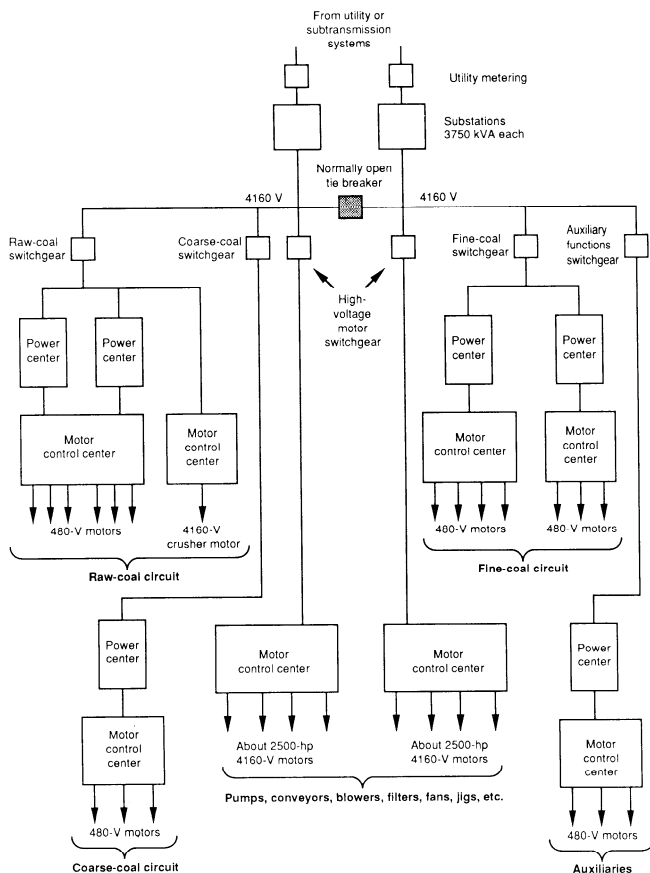 From utility or
subtransmission
systems
Utility metering
Substations
3750 kVA each
Normally open
tie breaker
4160 V
4160 V
Raw-coal
switchgear
Coarse-coal
switchgear
Fine-coal
switchgear
Auxiliary
functions
switchgear
High-
voltage
motor
switchgear
Power
center
Power
center
Power
center
Power
center
Motor
control center
Motor
control
center
Motor
control center
Motor
control
center
480-V motors
4160-V
crusher motor
480-V motors
480-V motors
Raw-coal circuit
Fine-coal circuit
Power
center
Motor
control center
Motor
control center
Power
center
Motor
control
center
About 2500-hp
4160-V motors
About 2500-hp
4160-V motors
Motor
control
center
Pumps, conveyors, blowers, filters, fans, jigs, etc.
480-V motors
480-V motors
Coarse-coal circuit
Auxiliaries